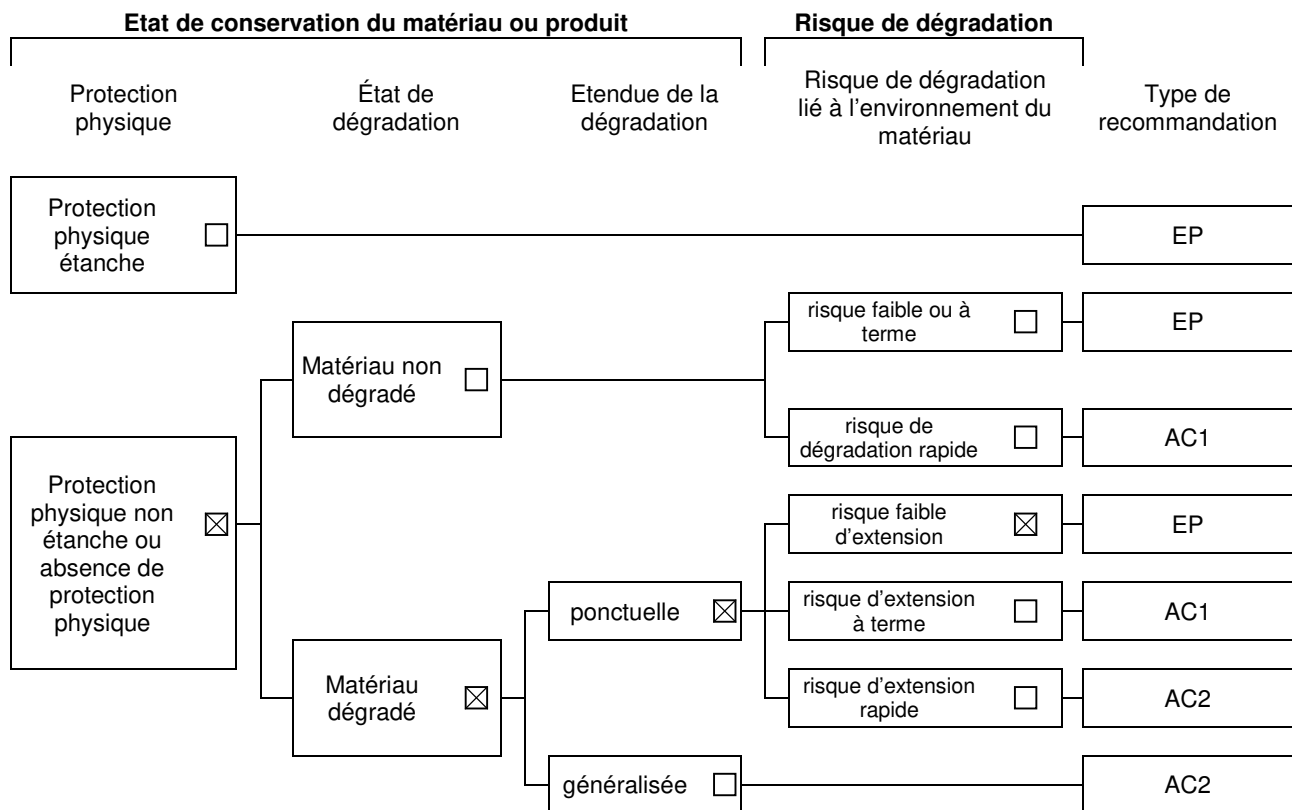 Etat de conservation du matériau ou produit
Risque de dégradation
Protection
physique
État de
dégradation
Etendue de la
dégradation
Risque de dégradation
lié à l'environnement du
matériau
Type de
recommandation
Protection
physique
étanche
EP
risque faible ou à
terme
EP
Matériau non
dégradé
risque de
dégradation rapide
AC1
Protection
physique non
étanche ou
absence de
protection
physique
risque faible
d'extension
EP
ponctuelle
risque d'extension
à terme
AC1
Matériau
dégradé
risque d'extension
rapide
AC2
généralisée
AC2